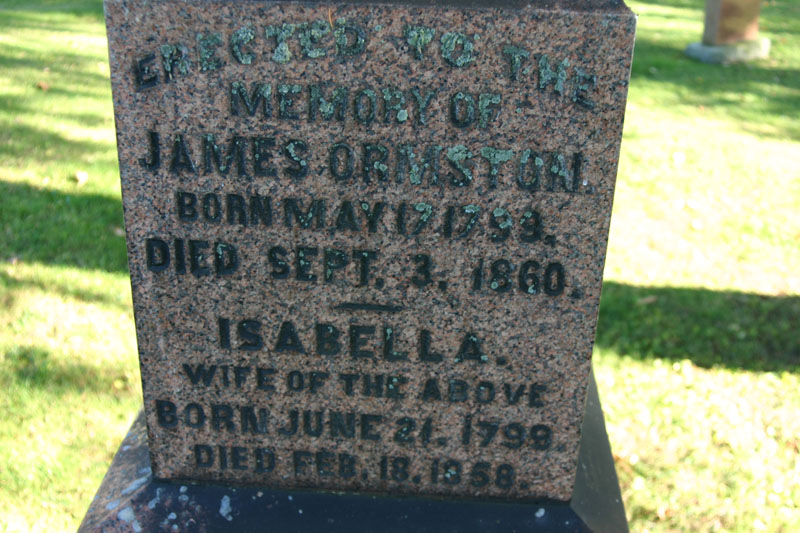 ERECTED TO THE
MEMORY OF
JAMES ORMSTON.
BORN MAY 17, 1799.
DIED SEPT. 3, 1860.
ISABELLA.
WIFE OF THE ABOVE
BORN JUNE 21, 1799
DIED FEB. 18, 1858.